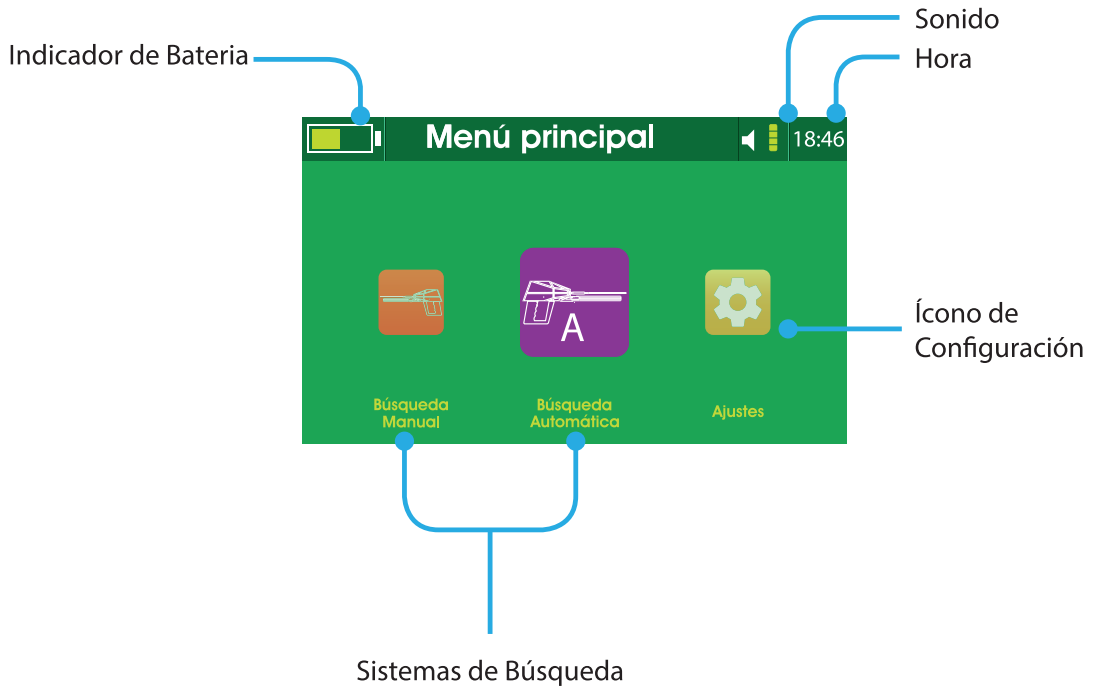 Sonido
Indicador de Bateria
Hora
Menú principal
18:46
A
Ícono de
Configuración
Búsqueda
Manual
Búsqueda
Automática
Ajustes
Sistemas de Búsqueda